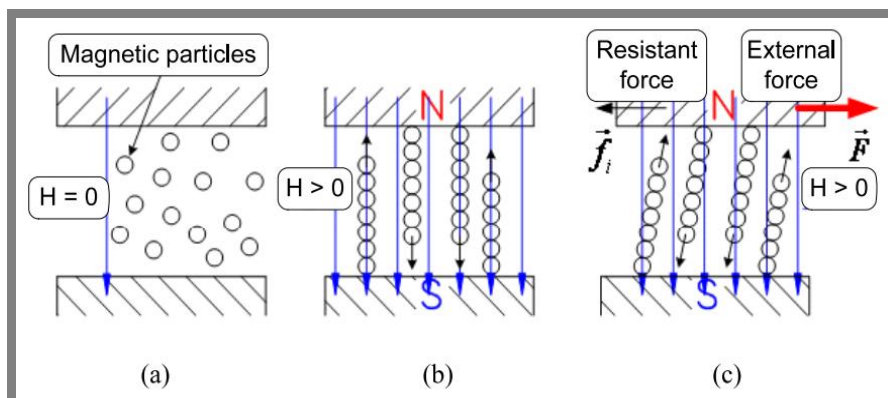 Magnetic particles
H = 0
(a)
N
H > 0
S
(b)
Resistant
force
External
force
N
f⃗ᵢ
F⃗
H > 0
S
(c)